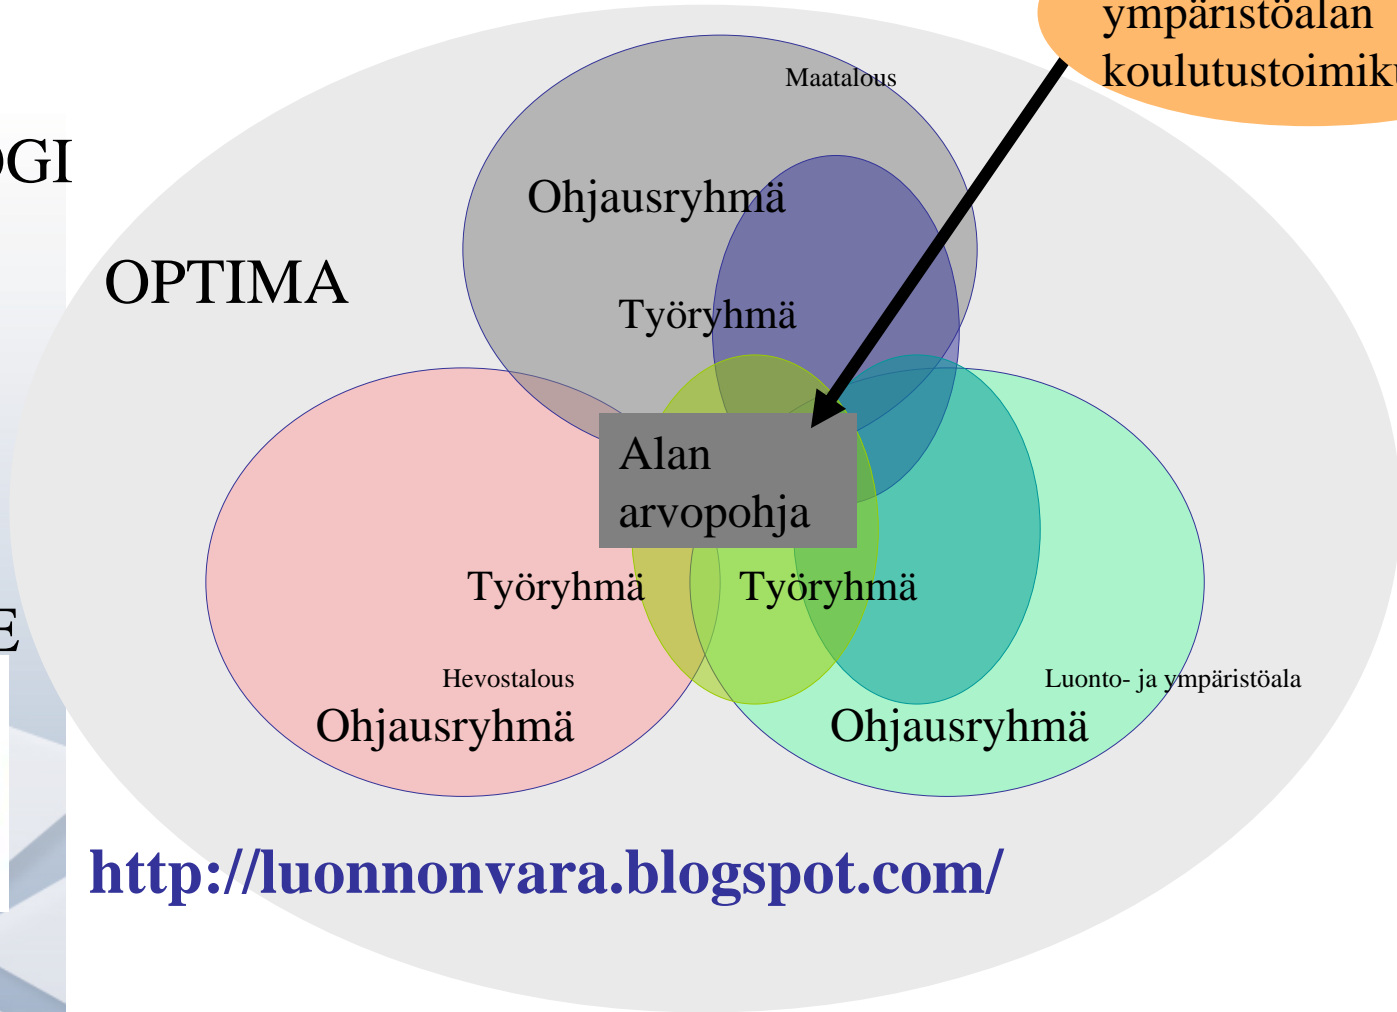 ympäristöalan
Maatalous
Ohjausryhmä
OPTIMA
Työryhmä
Alan
arvopohja
Työryhmä
Työryhmä
Hevostalous
Luonto- ja ympäristöala
Ohjausryhmä
Ohjausryhmä
http://luonnonvara.blogspot.com/